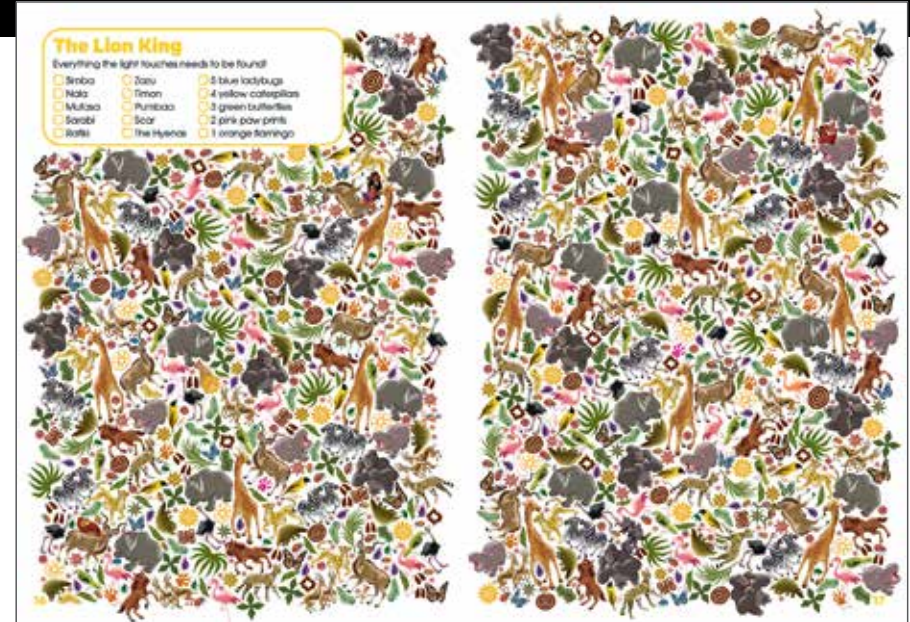 The Lion King
Everything the light touches needs to be found!
Simba
Nala
Mufasa
Sarabi
Rafiki
Zazu
Timon
Pumbaa
Scar
The Hyenas
5 blue ladybugs
4 yellow caterpillars
3 green butterflies
2 pink paw prints
1 orange flamingo
16
17